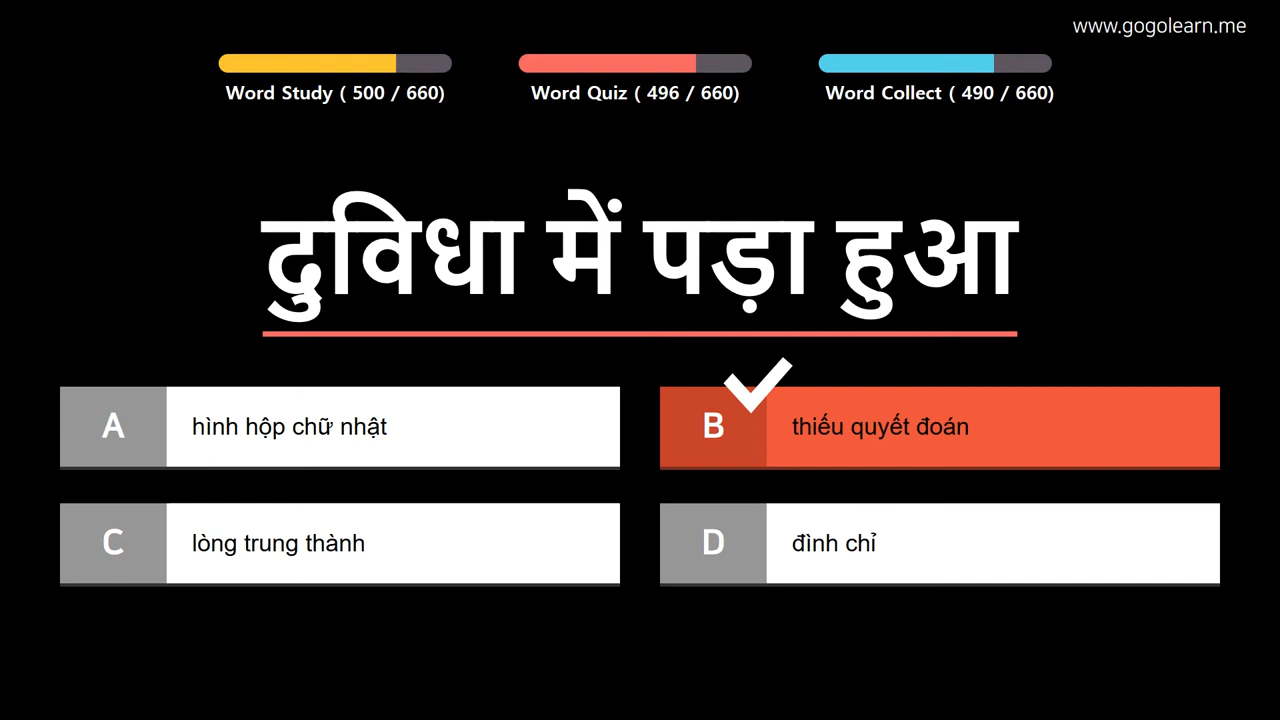 www.gogolearn.me
Word Study ( 500 / 660)
Word Quiz ( 496 / 660)
Word Collect ( 490 / 660)
दुविधा में पड़ा हुआ
A
hình hộp chữ nhật
B
thiếu quyết đoán
C
lòng trung thành
D
đình chỉ